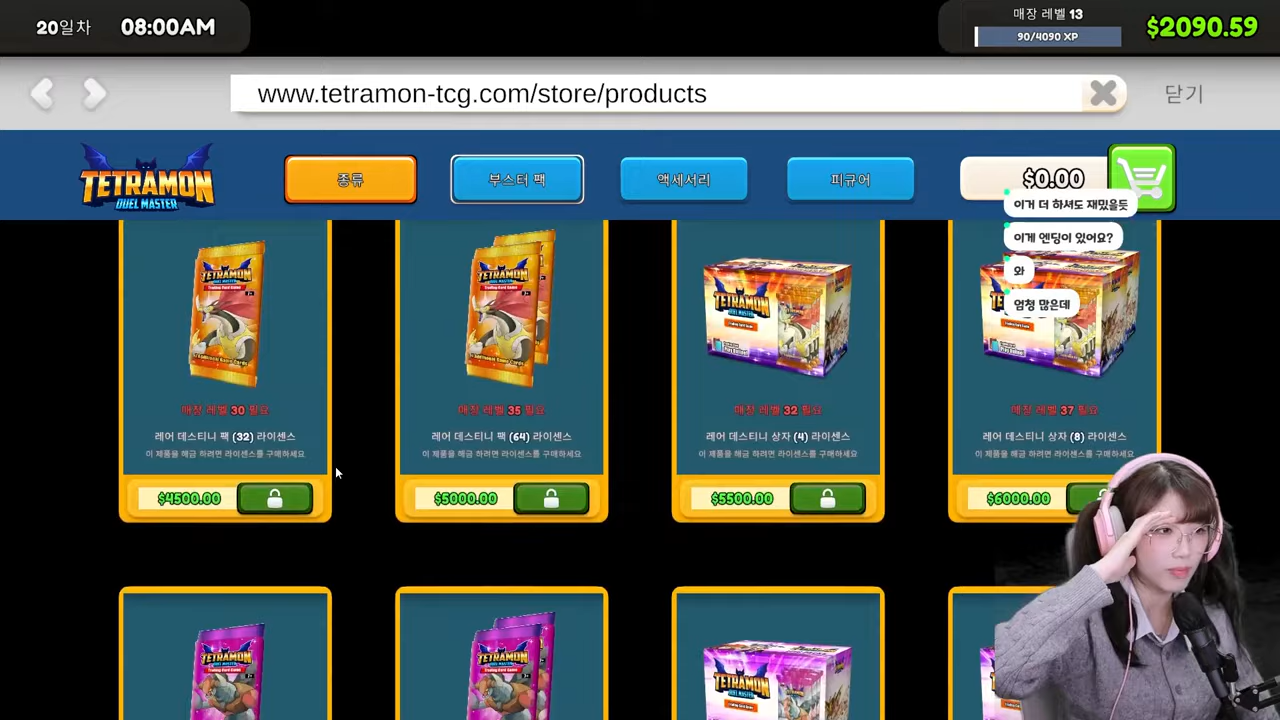 20일차
08:00AM
매장 레벨 13
90/4090 XP
$2090.59
www.tetramon-tcg.com/store/products
닫기
TETRAMON
DUEL MASTER
종류
부스터 팩
액세서리
피규어
$0.00
이거 더 하셔도 재밌을듯
이게 엔딩이 있어요?
와
엄청 많은데
TETRAMON
TETRAMON
TETRAMON
매장 레벨 30 필요
레어 데스티니 팩 (32) 라이센스
이 제품을 해금 하려면 라이센스를 구매하세요
$4500.00
매장 레벨 35 필요
레어 데스티니 팩 (64) 라이센스
이 제품을 해금 하려면 라이센스를 구매하세요
$5000.00
매장 레벨 32 필요
레어 데스티니 상자 (4) 라이센스
이 제품을 해금 하려면 라이센스를 구매하세요
$5500.00
매장 레벨 37 필요
레어 데스티니 상자 (8) 라이센스
이 제품을 해금 하려면 라이센스를 구매하세요
$6000.00
TETRAMON
TETRAMON
TETRAMON